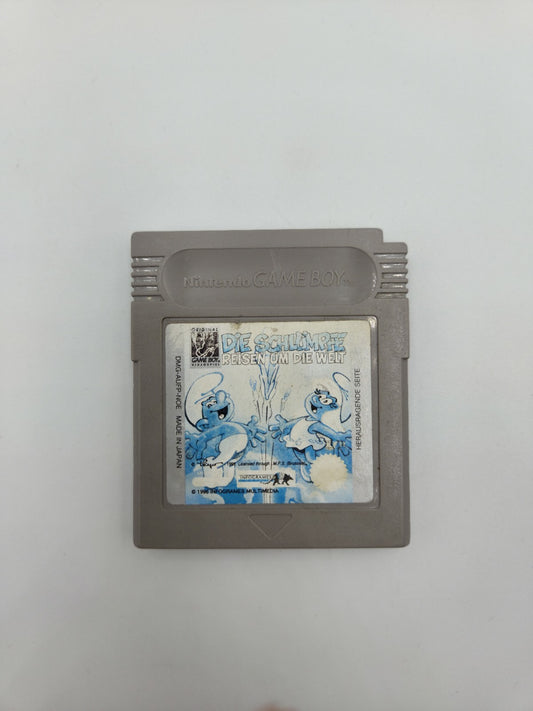 Nintendo GAME BOY
ORIGINAL
GAME BOY
DIE SCHLÜMPFE
REISEN UM DIE WELT
DMG-AUFP-NOE MADE IN JAPAN
HERAUSRAGENDE SEITE
INFOGRAMES
© 1996 INFOGRAMES MULTIMEDIA